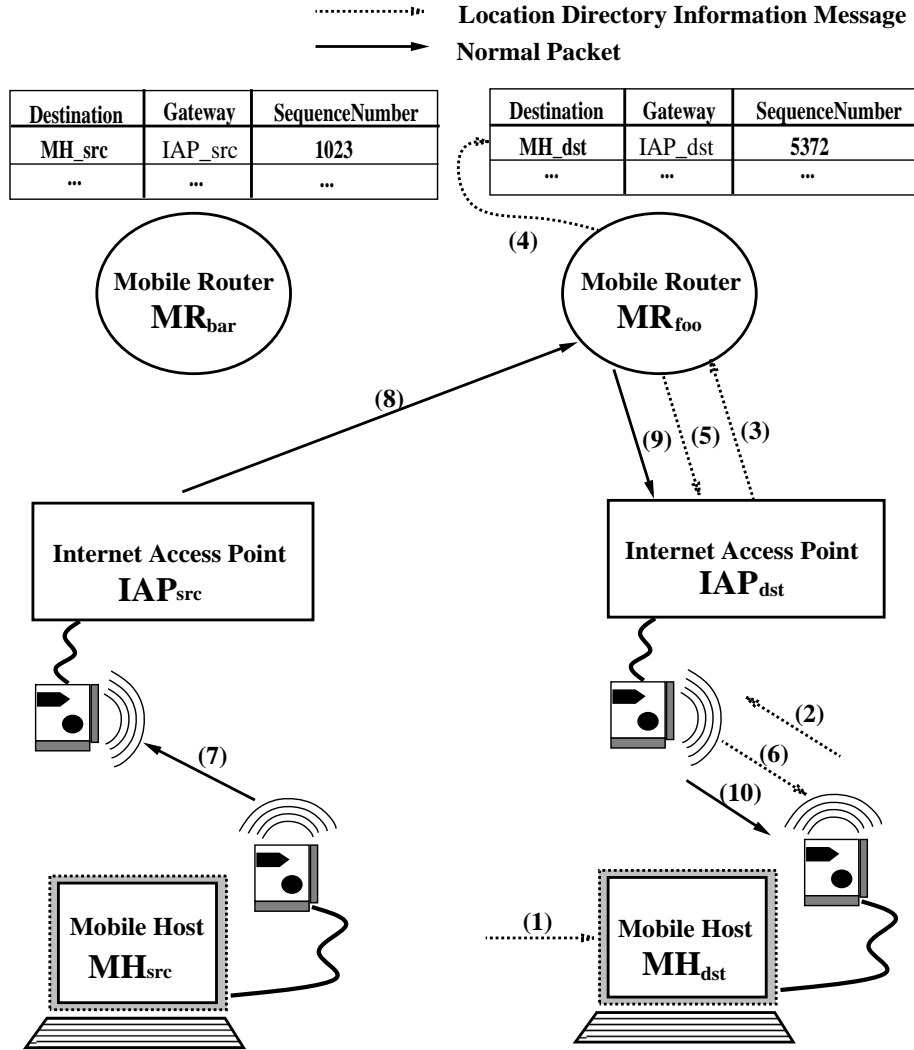 Location Directory Information Message
Normal Packet
Destination Gateway SequenceNumber
MH_src IAP_src 1023
... ... ...
Destination Gateway SequenceNumber
MH_dst IAP_dst 5372
... ... ...
(4)
Mobile Router
MRbar
Mobile Router
MRfoo
(8)
(9) (5) (3)
Internet Access Point
IAPsrc
Internet Access Point
IAPdst
(2)
(7)
(6)
(10)
(1)
Mobile Host
MHsrc
Mobile Host
MHdst